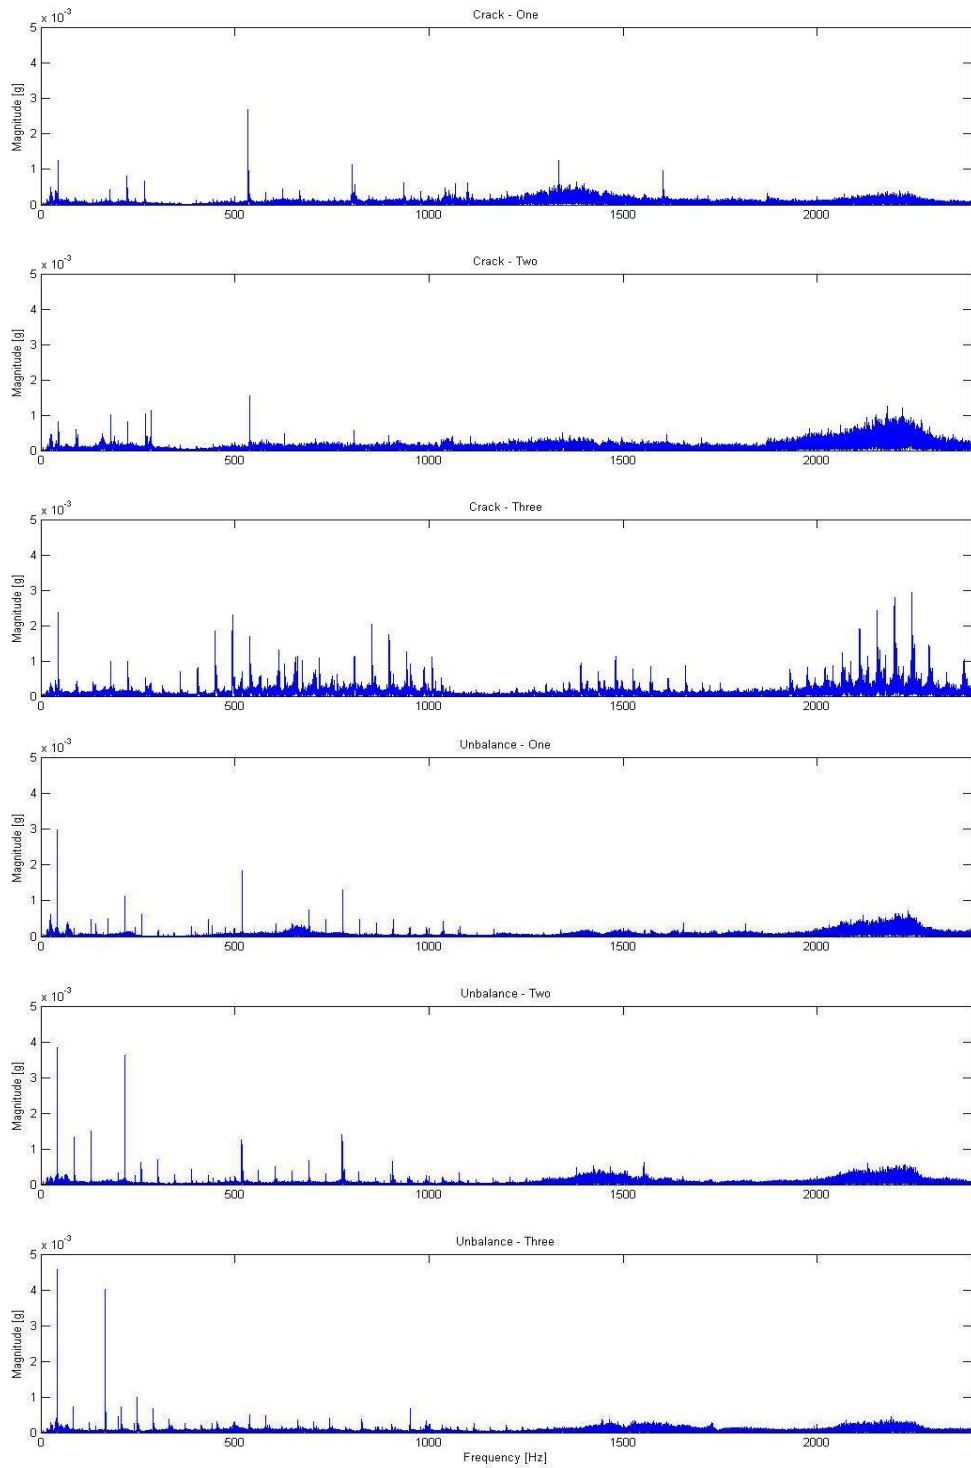 Crack - One
x 10-3
5
4
3
2
1
0
Magnitude [g]
0 500 1000 1500 2000
Crack - Two
x 10-3
5
4
3
2
1
0
Magnitude [g]
0 500 1000 1500 2000
Crack - Three
x 10-3
5
4
3
2
1
0
Magnitude [g]
0 500 1000 1500 2000
Unbalance - One
x 10-3
5
4
3
2
1
0
Magnitude [g]
0 500 1000 1500 2000
Unbalance - Two
x 10-3
5
4
3
2
1
0
Magnitude [g]
0 500 1000 1500 2000
Unbalance - Three
x 10-3
5
4
3
2
1
0
Magnitude [g]
0 500 1000 1500 2000
Frequency [Hz]